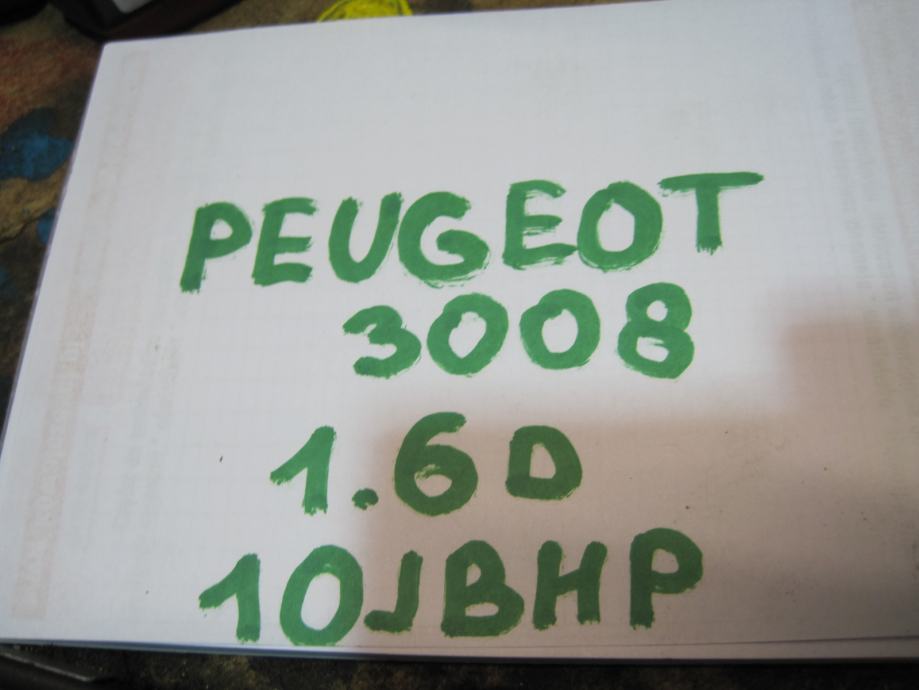 PEUGEOT
3008
1.6D
10JBHP